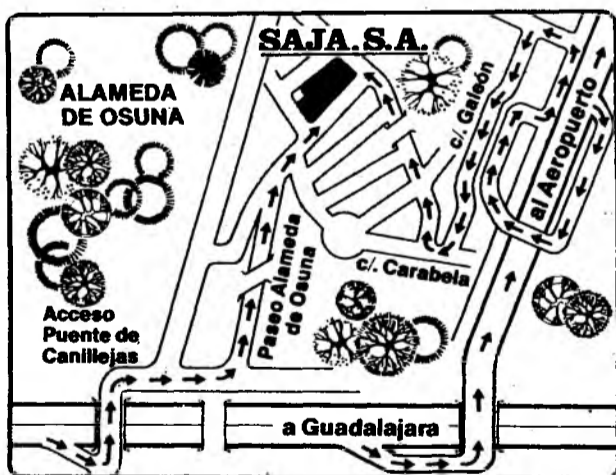 SAJA. S.A.
ALAMEDA
DE OSUNA
c/. Galeón
al Aeropuerto
Paseo Alameda
de Osuna
c/. Carabela
Acceso
Puente de
Canillejas
a Guadalajara